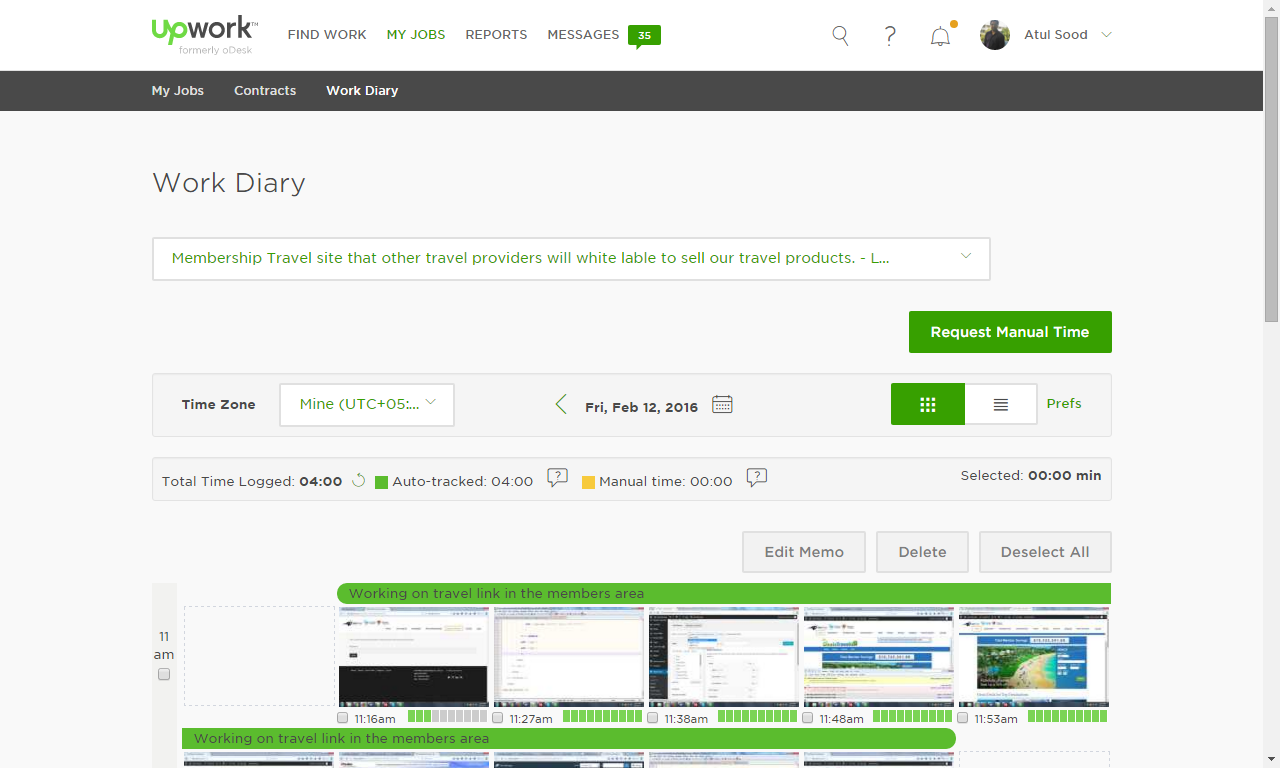 upwork™
formerly oDesk
FIND WORK MY JOBS REPORTS MESSAGES 35
? Atul Sood
My Jobs Contracts Work Diary
Work Diary
Membership Travel site that other travel providers will white lable to sell our travel products. - L...
Request Manual Time
Time Zone Mine (UTC+05:... Fri, Feb 12, 2016 Prefs
Total Time Logged: 04:00 Auto-tracked: 04:00 ? Manual time: 00:00 ? Selected: 00:00 min
Edit Memo Delete Deselect All
Working on travel link in the members area
11
m
11:16am 11:27am 11:38am 11:48am 11:53am
Working on travel link in the members area